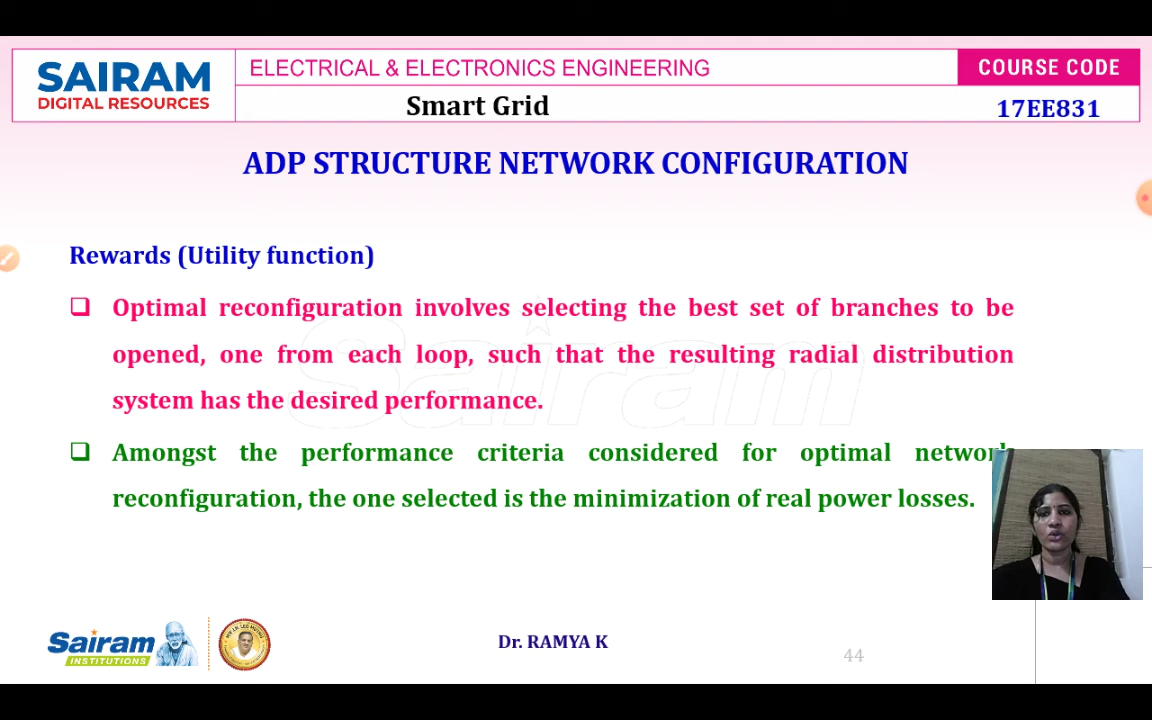 SAIRAM
DIGITAL RESOURCES
ELECTRICAL & ELECTRONICS ENGINEERING
COURSE CODE
Smart Grid
17EE831
ADP STRUCTURE NETWORK CONFIGURATION
Rewards (Utility function)
Optimal reconfiguration involves selecting the best set of branches to be
opened, one from each loop, such that the resulting radial distribution
system has the desired performance.
Sairam
Amongst the performance criteria considered for optimal network
reconfiguration, the one selected is the minimization of real power losses.
Sairam
INSTITUTIONS
Dr. RAMYA K
44